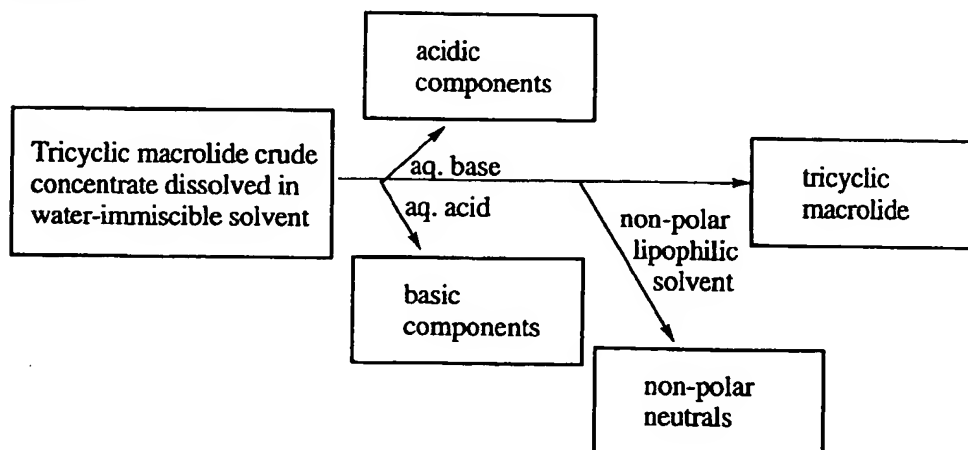 acidic
components
Tricyclic macrolide crude
concentrate dissolved in
water-immiscible solvent
aq. base
aq. acid
tricyclic
macrolide
non-polar
lipophilic
solvent
basic
components
non-polar
neutrals